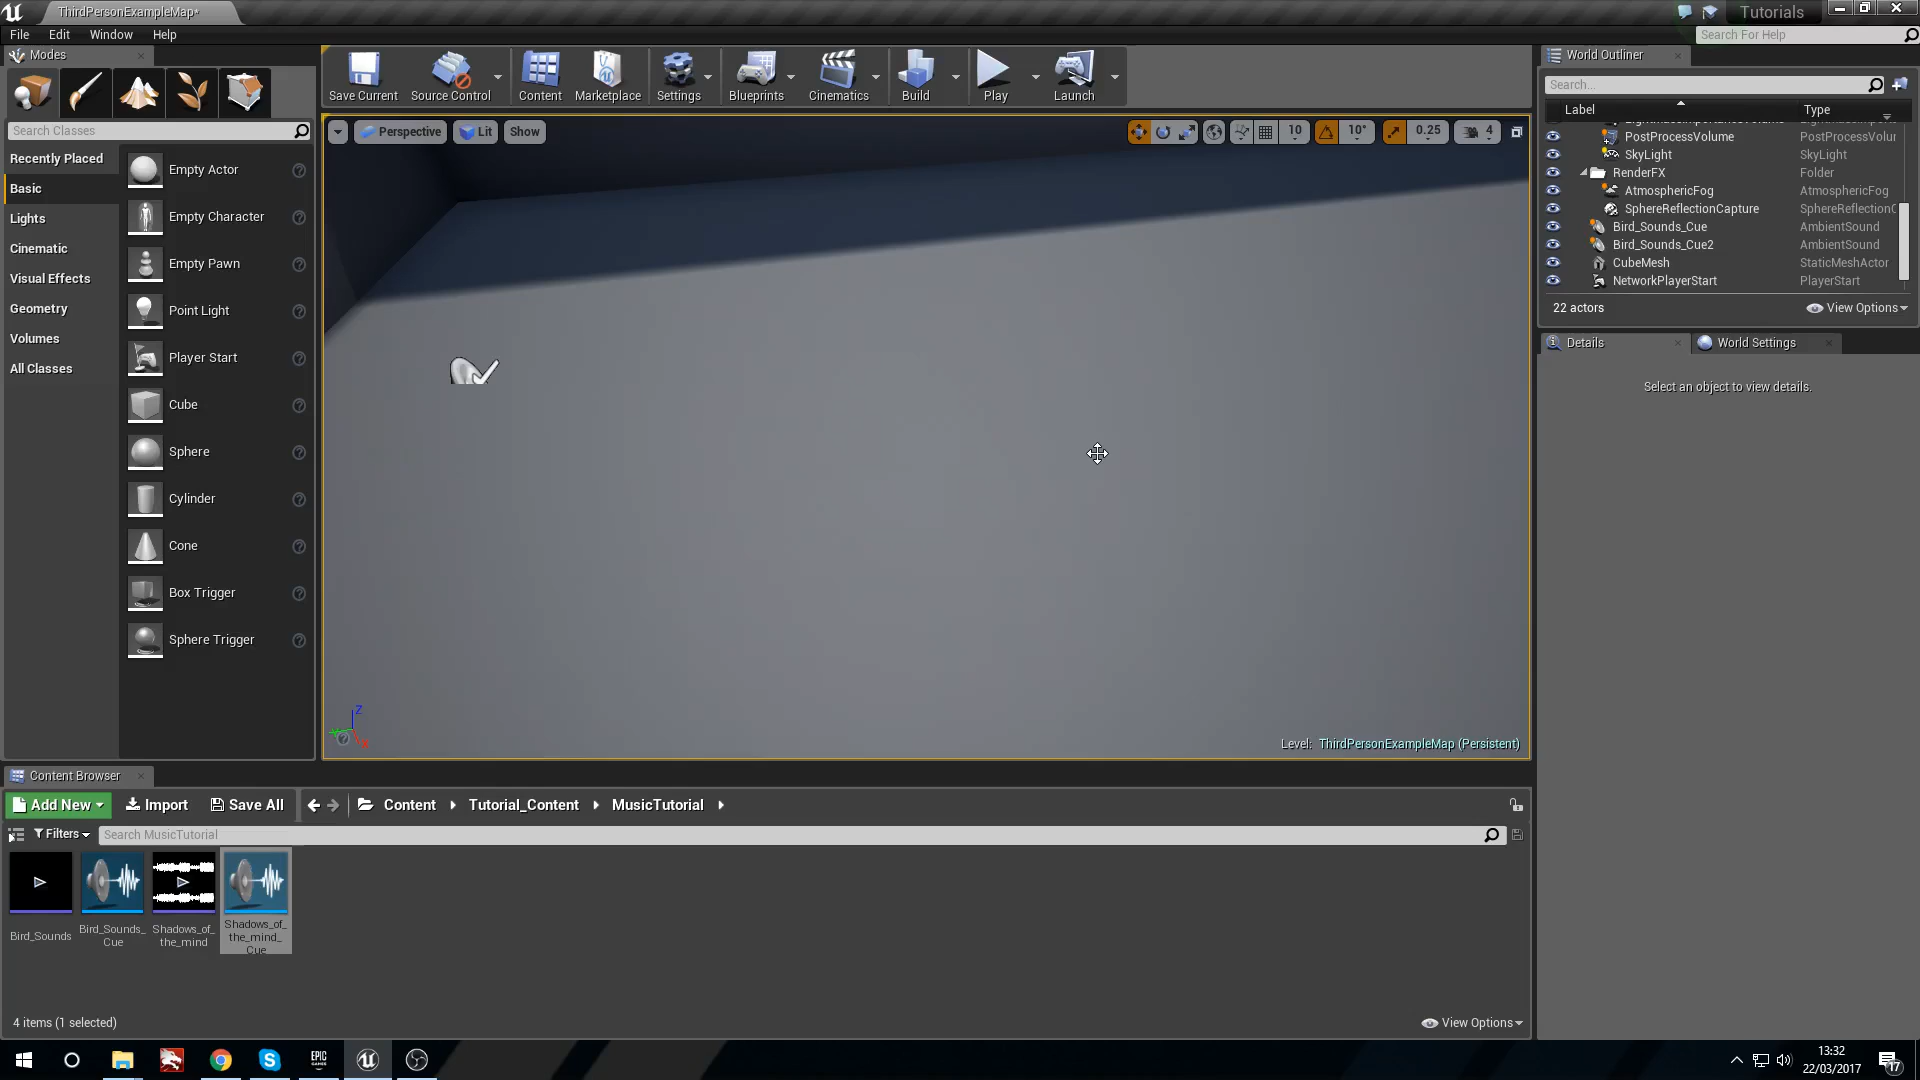 ThirdPersonExampleMap*
Tutorials
File Edit Window Help
Search For Help
Modes
Save Current
Source Control
Content
Marketplace
Settings
Blueprints
Cinematics
Build
Play
Launch
World Outliner
Search...
Label Type
PostProcessVolume PostProcessVolur
SkyLight SkyLight
RenderFX Folder
AtmosphericFog AtmosphericFog
SphereReflectionCapture SphereReflectionC
Bird_Sounds_Cue AmbientSound
Bird_Sounds_Cue2 AmbientSound
CubeMesh StaticMeshActor
NetworkPlayerStart PlayerStart
22 actors
View Options
Details
World Settings
Select an object to view details.
Search Classes
Recently Placed
Basic
Lights
Cinematic
Visual Effects
Geometry
Volumes
All Classes
Empty Actor
Empty Character
Empty Pawn
Point Light
Player Start
Cube
Sphere
Cylinder
Cone
Box Trigger
Sphere Trigger
Perspective
Lit
Show
10
10°
0.25
4
Z
X
Level: ThirdPersonExampleMap (Persistent)
Content Browser
Add New
Import
Save All
Content
Tutorial_Content
MusicTutorial
Filters
Search MusicTutorial
Bird_Sounds
Bird_Sounds_
Cue
Shadows_of_
the_mind
Shadows_of_
the_mind_
Cue
4 items (1 selected)
View Options
EPIC
GAMES
13:32
22/03/2017
17